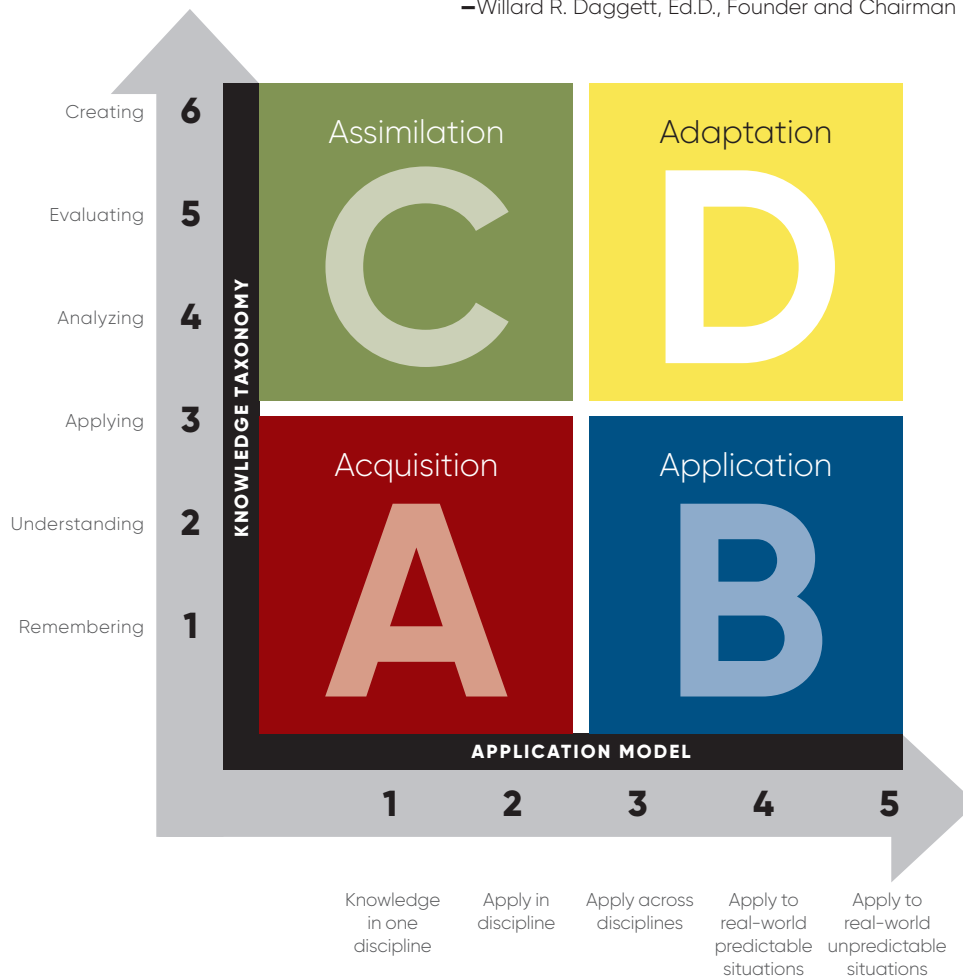 –Willard R. Daggett, Ed.D., Founder and Chairman
Creating
6
Evaluating
5
Analyzing
4
Applying
3
Understanding
2
Remembering
1
KNOWLEDGE TAXONOMY
Assimilation
C
Adaptation
D
Acquisition
A
Application
B
APPLICATION MODEL
1
2
3
4
5
Knowledge
in one
discipline
Apply in
discipline
Apply across
disciplines
Apply to
real-world
predictable
situations
Apply to
real-world
unpredictable
situations